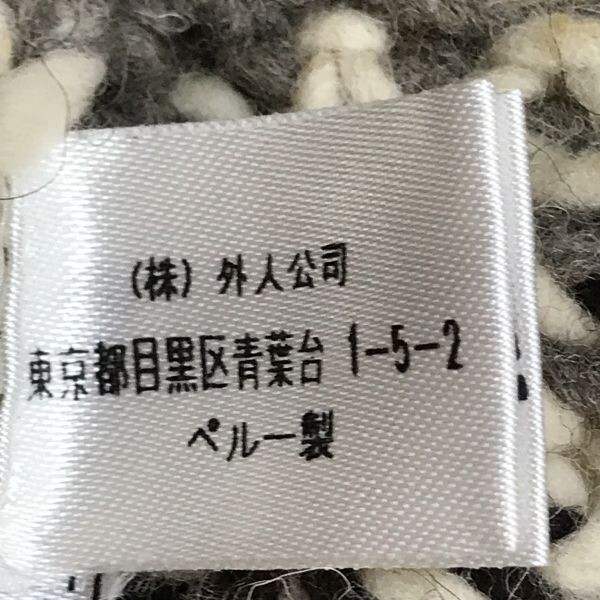 (株) 外人公司
東京都目黒区青葉台 1-5-2
ペルー製